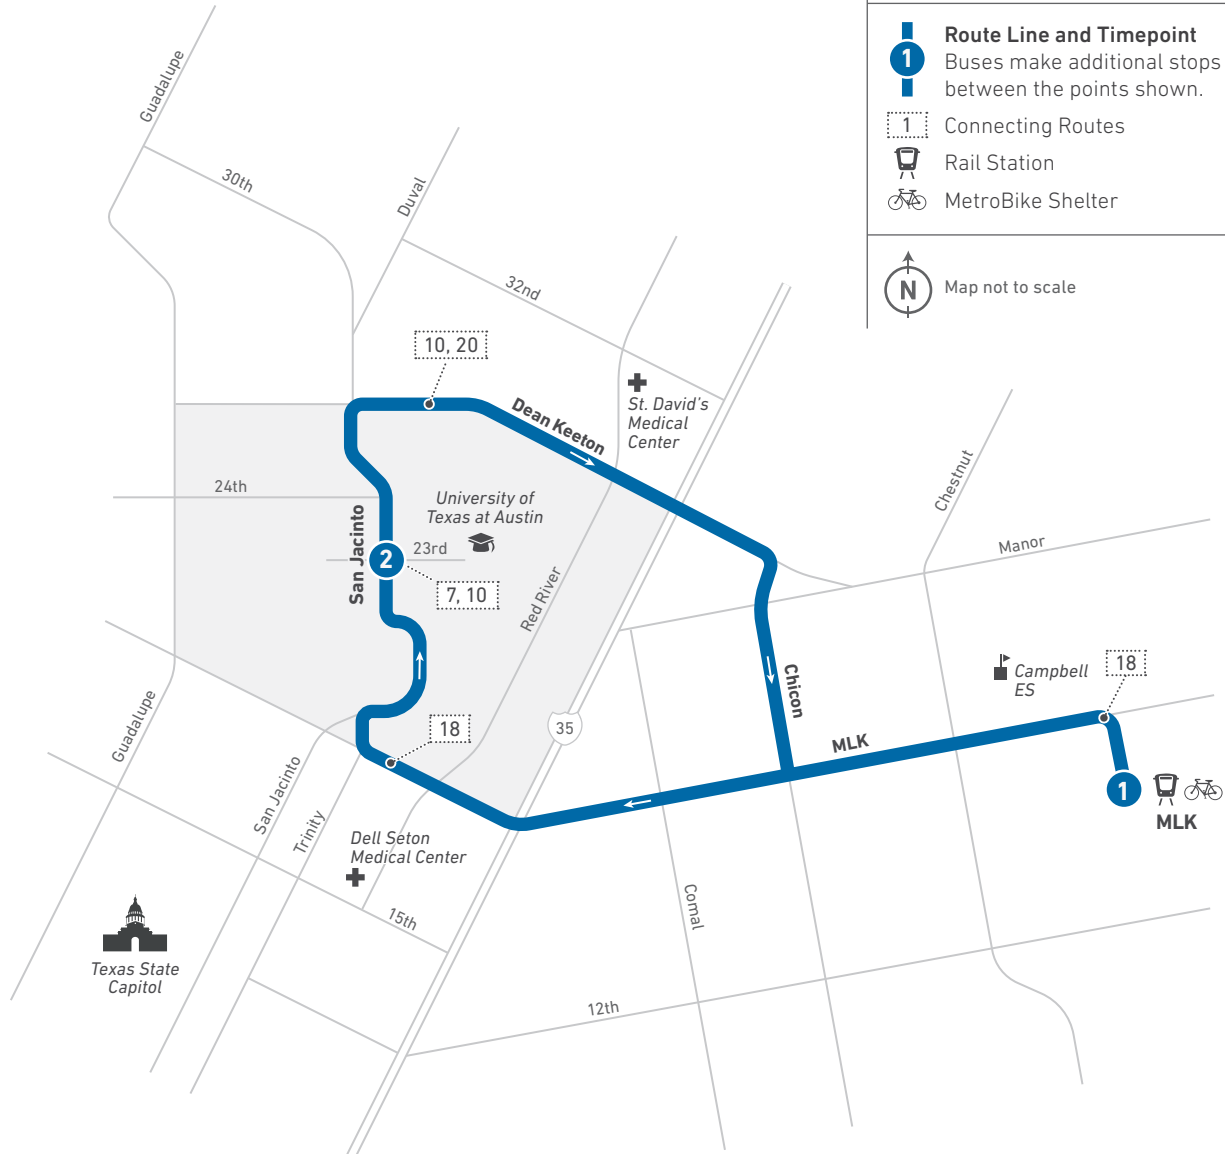 Route Line and Timepoint
1
Buses make additional stops
between the points shown.
1
Connecting Routes
Rail Station
MetroBike Shelter
N
Map not to scale
Guadalupe
30th
Duval
32nd
10, 20
Dean Keeton
St. David's
Medical
Center
24th
San Jacinto
University of
Texas at Austin
2
23rd
7, 10
Red River
Chestnut
Manor
Chicon
Campbell
ES
18
Guadalupe
18
35
MLK
1
MLK
San Jacinto
Trinity
Dell Seton
Medical Center
15th
Comal
Texas State
Capitol
12th